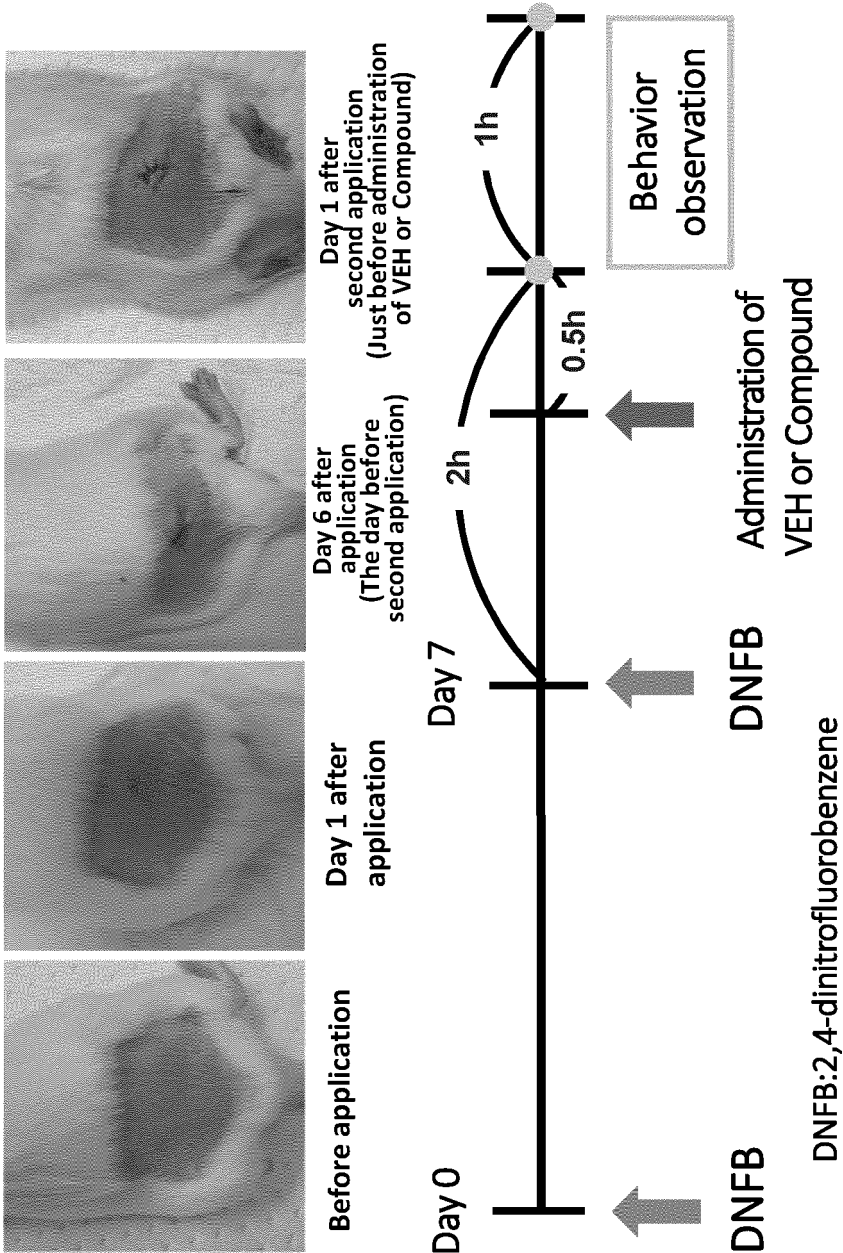 Before application
Day 1 after
application
Day 6 after
application
(The day before
second application)
Day 1 after
second application
(Just before administration
of VEH or Compound)
Day 0
Day 7
2h
1h
0.5h
DNFB
DNFB
Administration of
VEH or Compound
Behavior
observation
DNFB:2,4-dinitrofluorobenzene